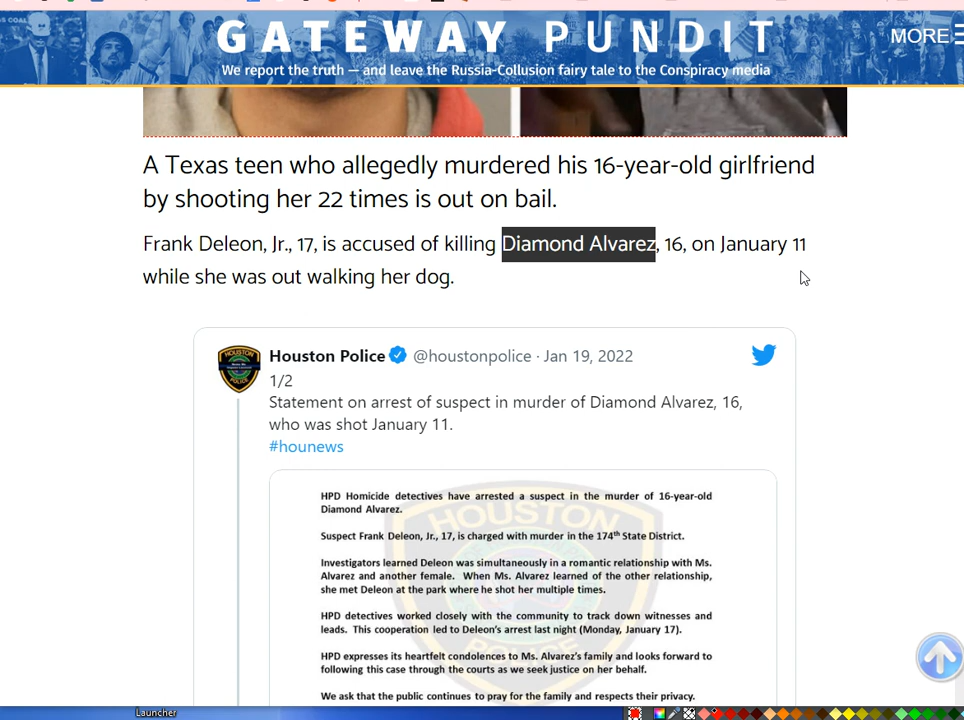 GATEWAY PUNDIT
MORE
We report the truth — and leave the Russia-Collusion fairy tale to the Conspiracy media
A Texas teen who allegedly murdered his 16-year-old girlfriend
by shooting her 22 times is out on bail.
Frank Deleon, Jr., 17, is accused of killing Diamond Alvarez, 16, on January 11
while she was out walking her dog.
Houston Police @houstonpolice · Jan 19, 2022
1/2
Statement on arrest of suspect in murder of Diamond Alvarez, 16,
who was shot January 11.
#hounews
HPD Homicide detectives have arrested a suspect in the murder of 16-year-old
Diamond Alvarez.
Suspect Frank Deleon, Jr., 17, is charged with murder in the 174th State District.
Investigators learned Deleon was simultaneously in a romantic relationship with Ms.
Alvarez and another female. When Ms. Alvarez learned of the other relationship,
she met Deleon at the park where he shot her multiple times.
HPD detectives worked closely with the community to track down witnesses and
leads. This cooperation led to Deleon's arrest last night (Monday, January 17).
HPD expresses its heartfelt condolences to Ms. Alvarez's family and looks forward to
following this case through the courts as we seek justice on her behalf.
We ask that the public continues to pray for the family and respects their privacy.
Launcher